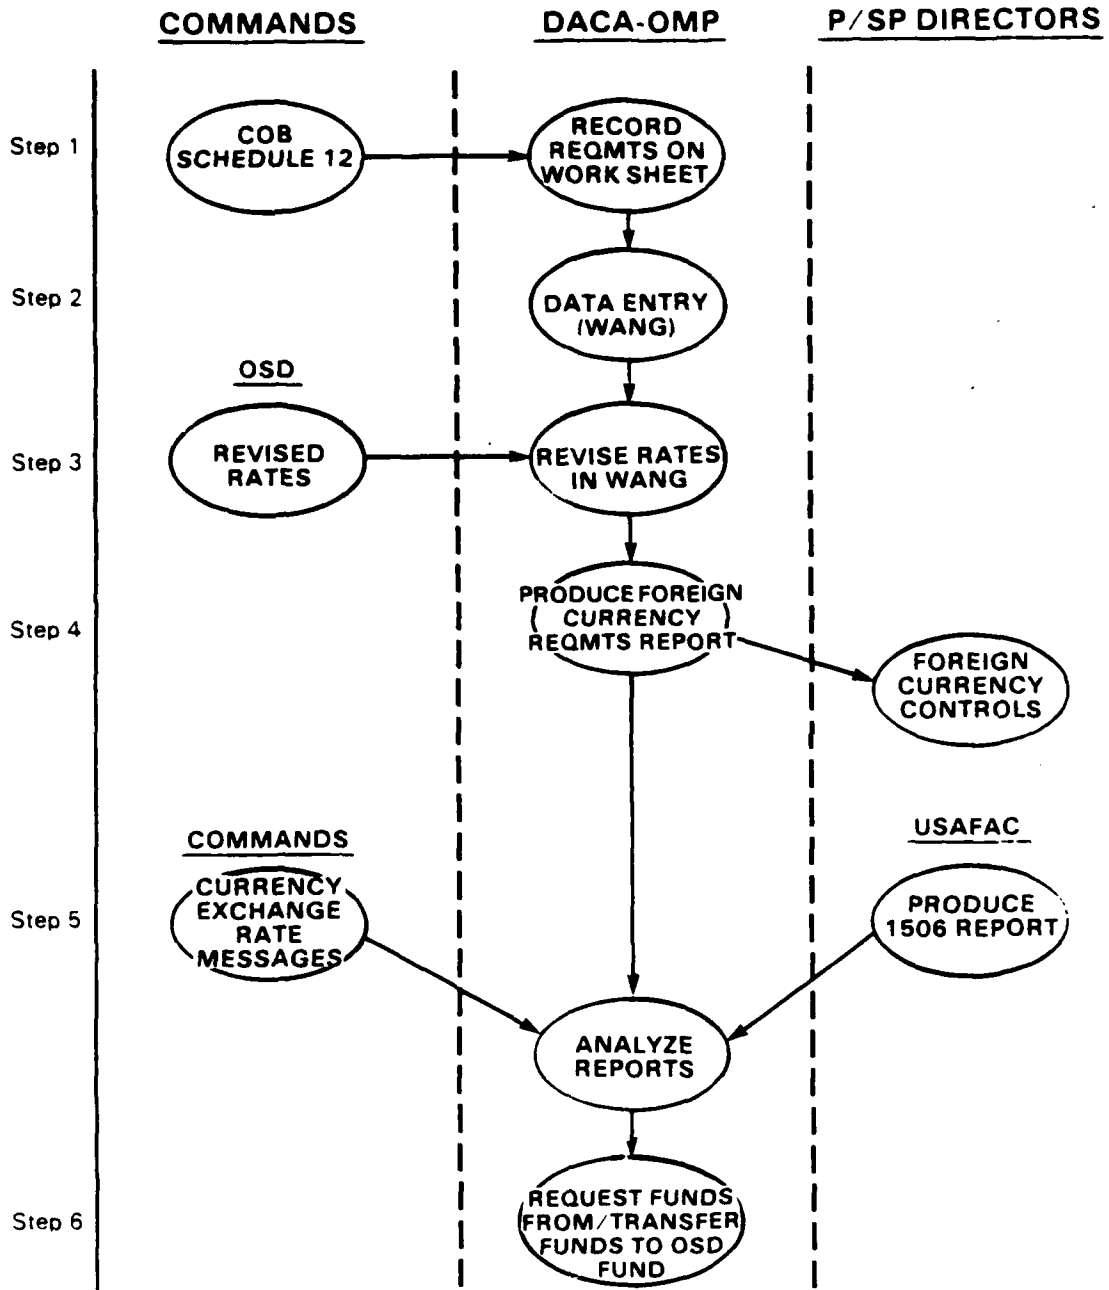 COMMANDS
DACA-OMP
P/SP DIRECTORS
Step 1
COB
SCHEDULE 12
RECORD
REQMTS ON
WORK SHEET
Step 2
DATA ENTRY
(WANG)
OSD
Step 3
REVISED
RATES
REVISE RATES
IN WANG
Step 4
PRODUCE FOREIGN
CURRENCY
REQMTS REPORT
FOREIGN
CURRENCY
CONTROLS
COMMANDS
USAFAC
Step 5
CURRENCY
EXCHANGE
RATE
MESSAGES
PRODUCE
1506 REPORT
ANALYZE
REPORTS
Step 6
REQUEST FUNDS
FROM/TRANSFER
FUNDS TO OSD
FUND